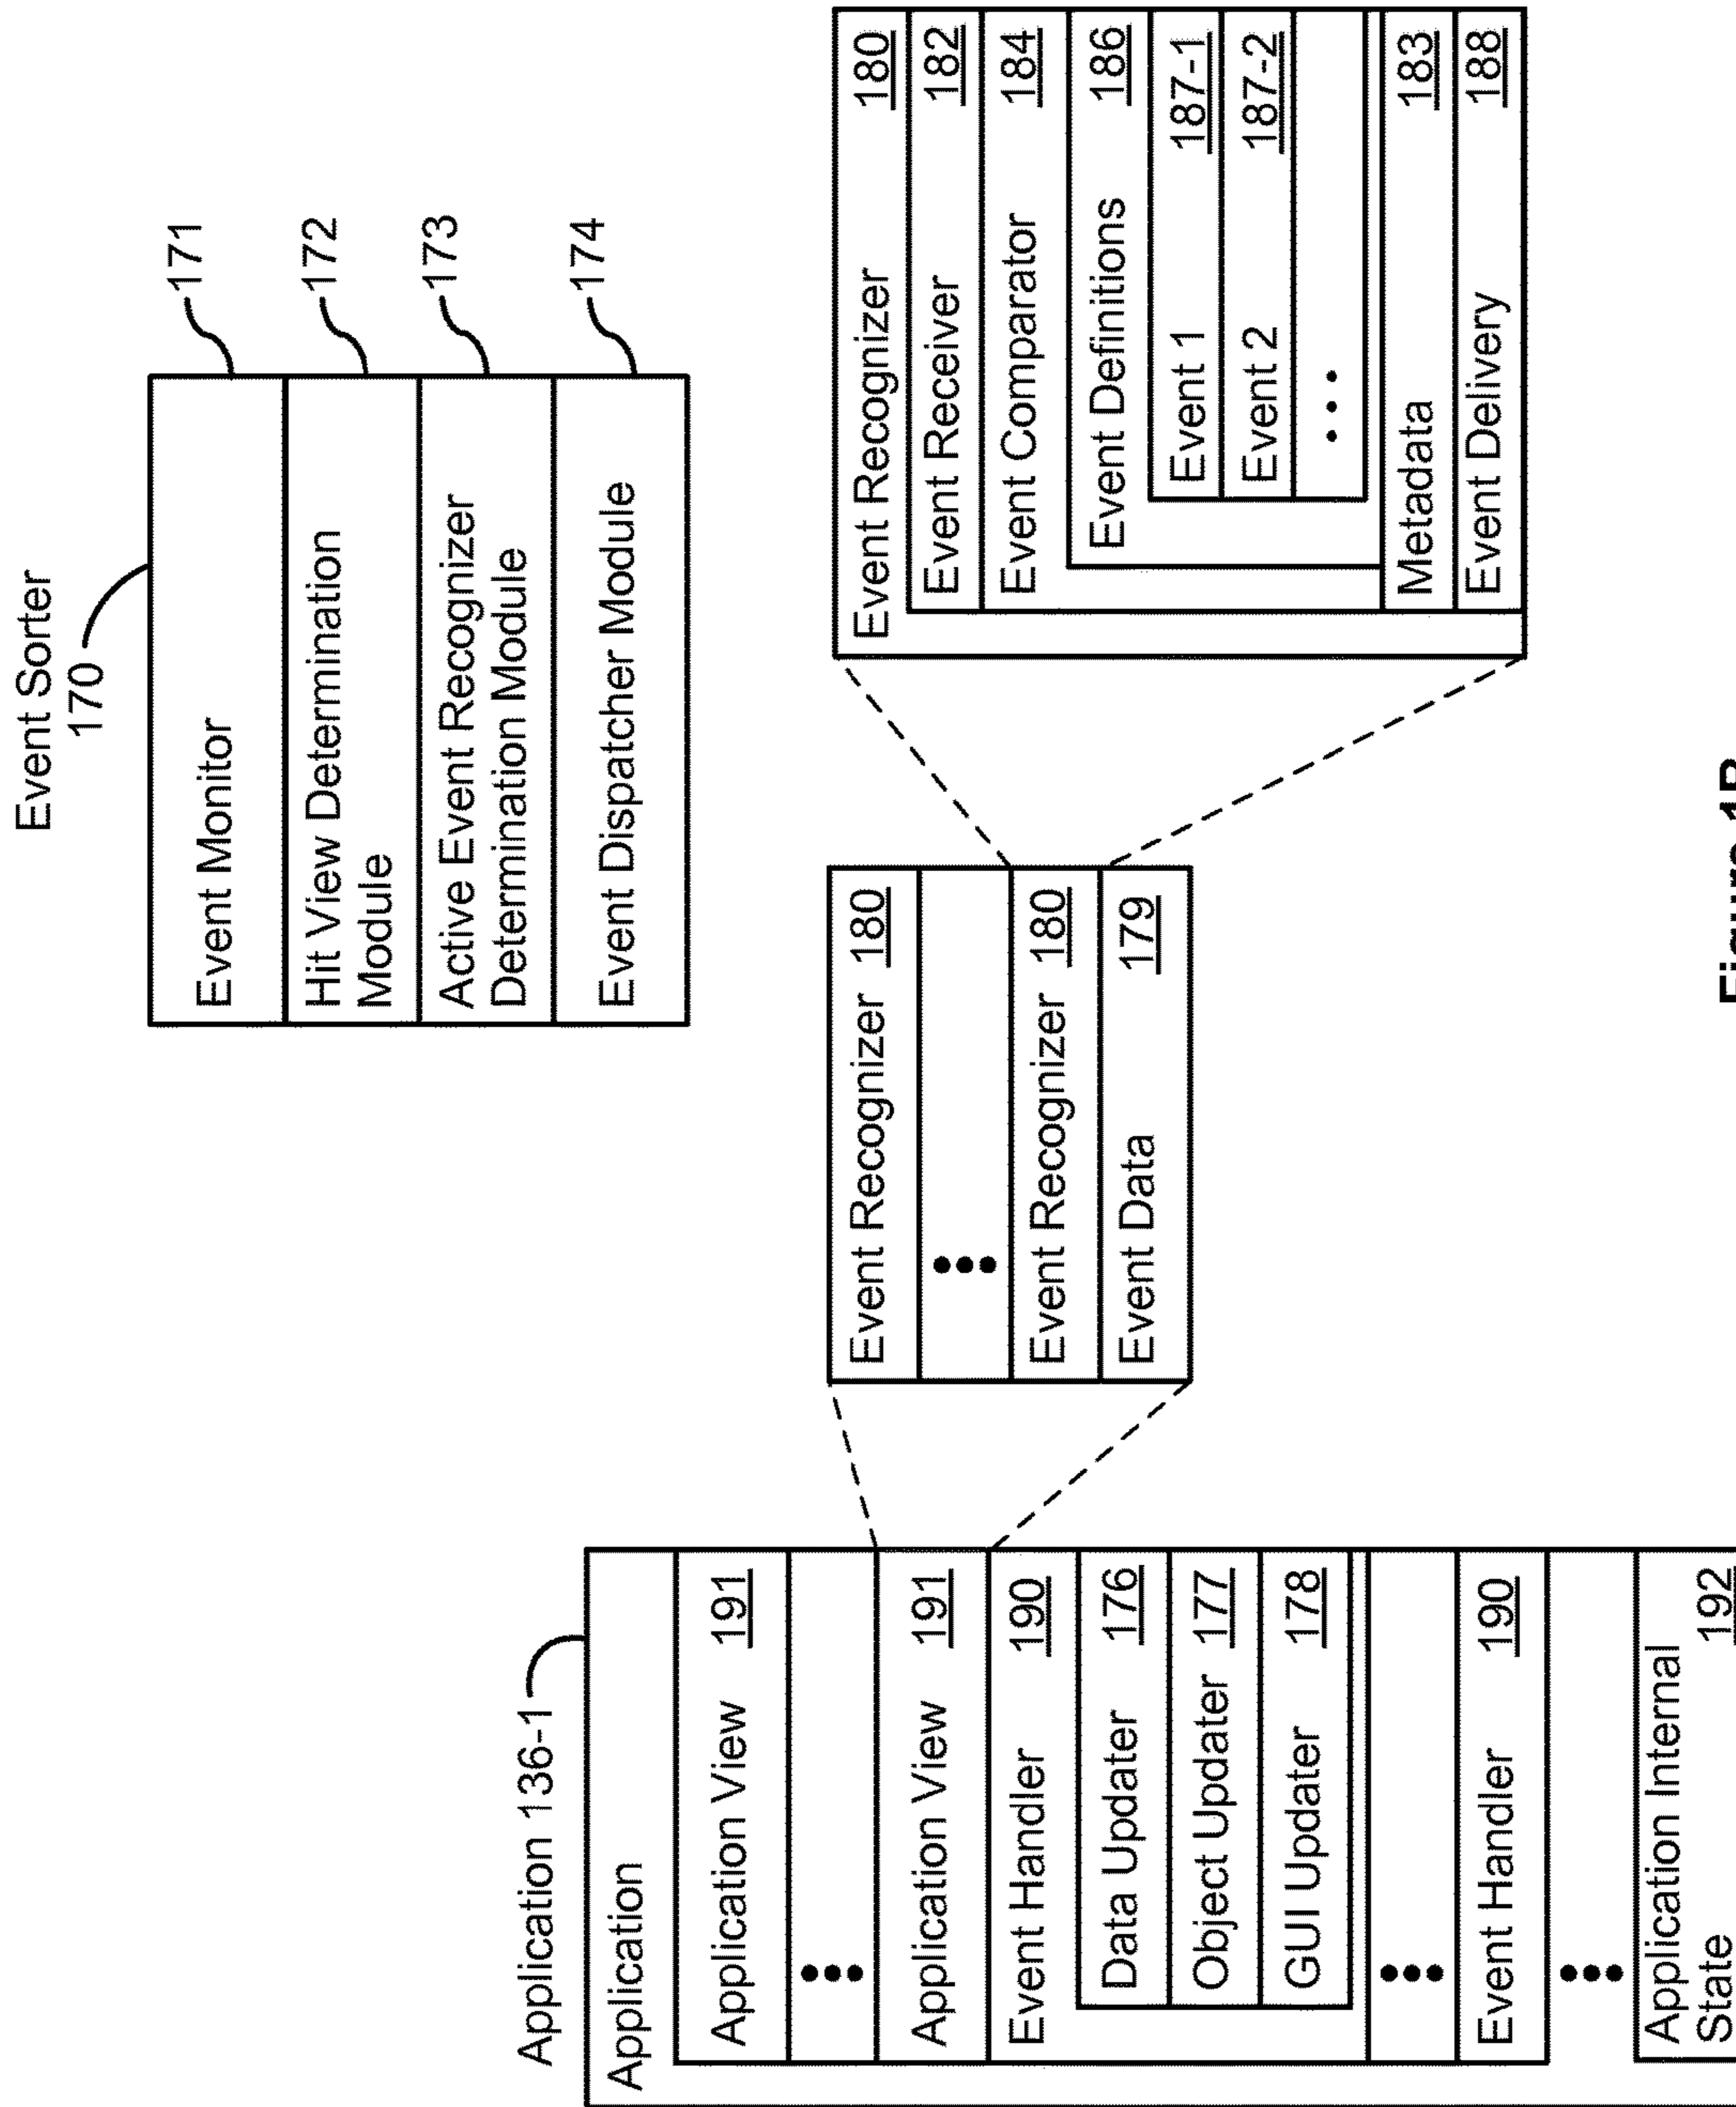 Event Sorter
170
Event Monitor
171
Hit View Determination
Module
172
Active Event Recognizer
Determination Module
173
Event Dispatcher Module
174
Application 136-1
Application
Application View 191
•••
Application View 191
Event Handler 190
Data Updater 176
Object Updater 177
GUI Updater 178
•••
Event Handler 190
•••
Application Internal
State 192
Event Recognizer 180
•••
Event Recognizer 180
Event Data 179
Event Recognizer 180
Event Receiver 182
Event Comparator 184
Event Definitions 186
Event 1 187-1
Event 2 187-2
•••
Metadata 183
Event Delivery 188
Figure 1B